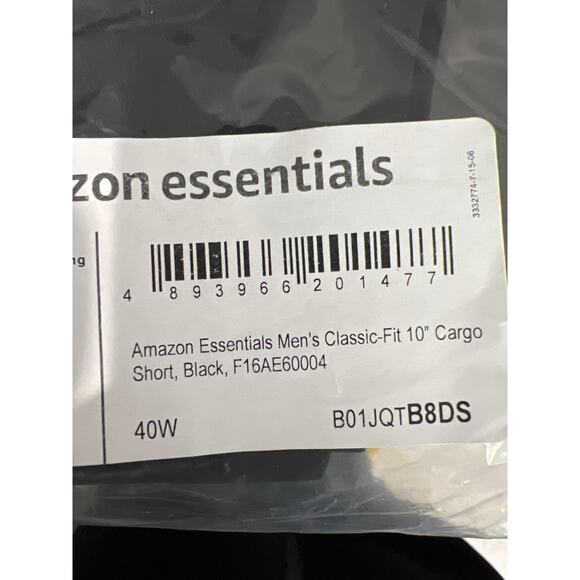 zon essentials
3332774-7-15-06
ng
4 893966 201477
Amazon Essentials Men's Classic-Fit 10" Cargo
Short, Black, F16AE60004
40W
B01JQTB8DS